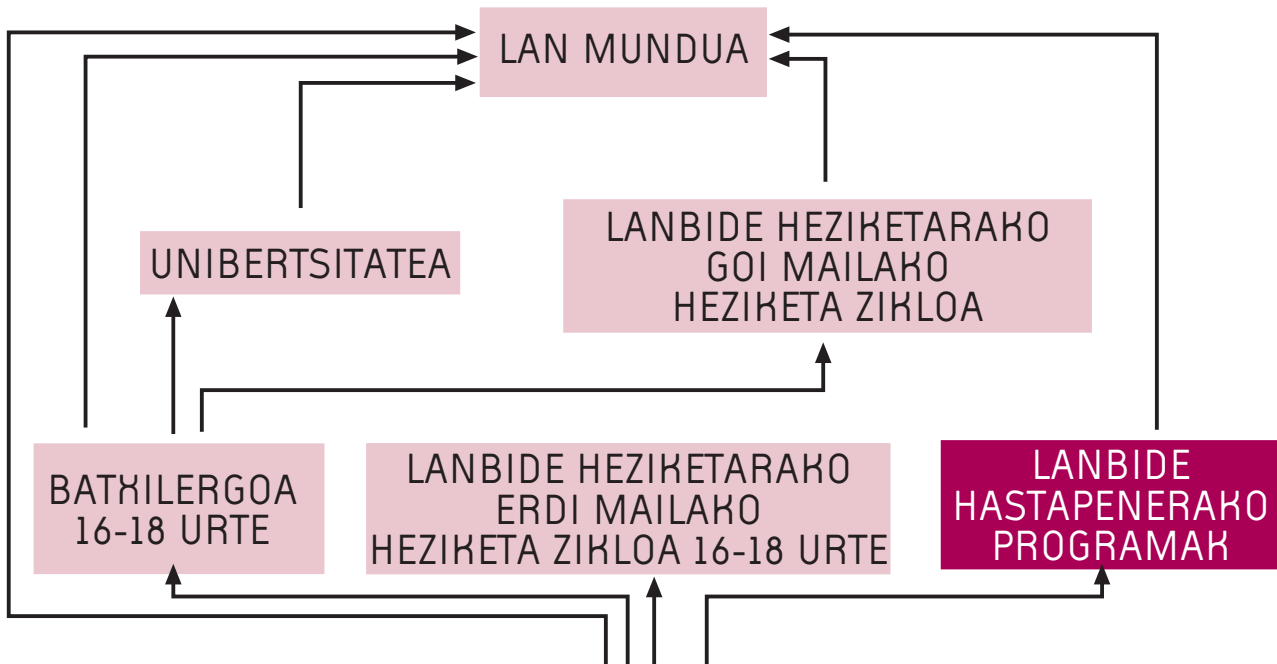 LAN MUNDUA
UNIBERTSITATEA
LANBIDE HEZIKETARAKO
GOI MAILAKO
HEZIKETA ZIKLOA
BATXILERGOA
16-18 URTE
LANBIDE HEZIKETARAKO
ERDI MAILAKO
HEZIKETA ZIKLOA 16-18 URTE
LANBIDE
HASTAPENERAKO
PROGRAMAK